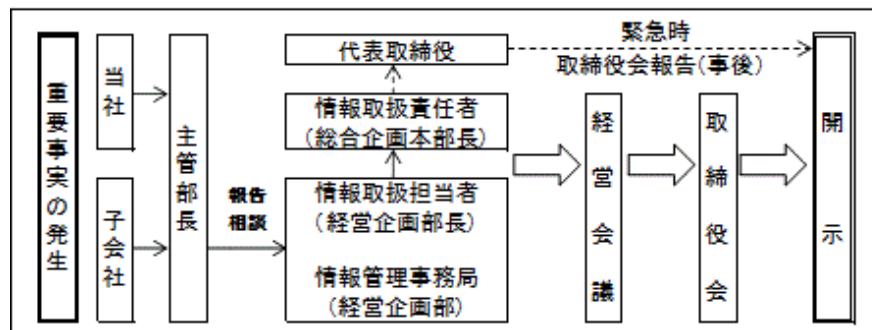 重要事実の発生
当社
子会社
主管部長
報告
相談
代表取締役
情報取扱責任者
(総合企画本部長)
情報取扱担当者
(経営企画部長)
情報管理事務局
(経営企画部)
緊急時
取締役会報告(事後)
経営会議
取締役会
開示